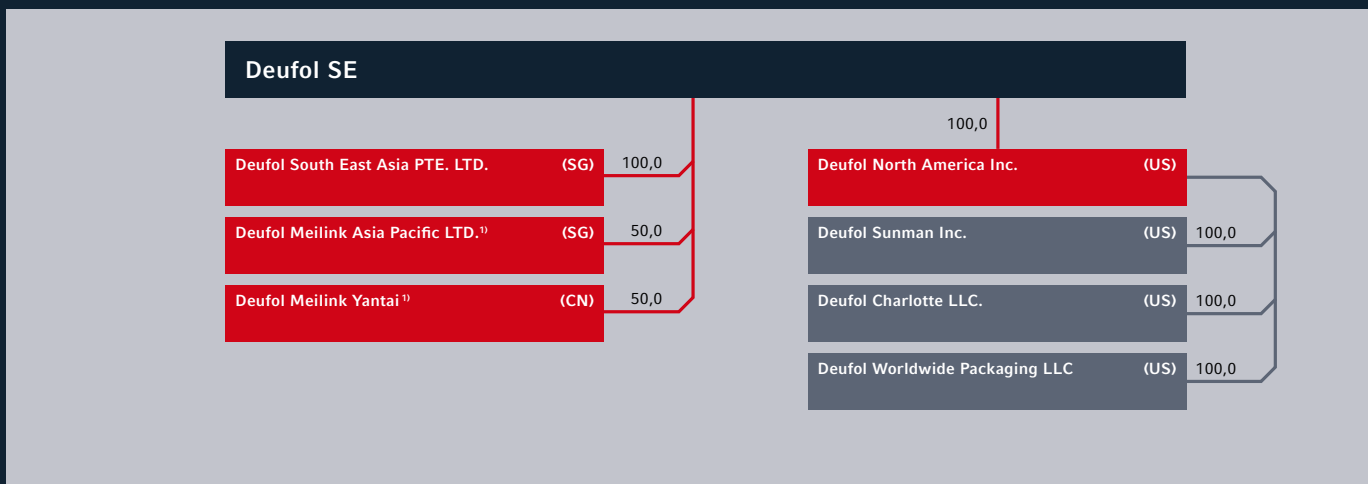 Deufol SE
100,0
Deufol South East Asia PTE. LTD. (SG) 100,0
Deufol Meilink Asia Pacific LTD.¹⁾ (SG) 50,0
Deufol Meilink Yantai ¹⁾ (CN) 50,0
Deufol North America Inc. (US)
Deufol Sunman Inc. (US) 100,0
Deufol Charlotte LLC. (US) 100,0
Deufol Worldwide Packaging LLC (US) 100,0